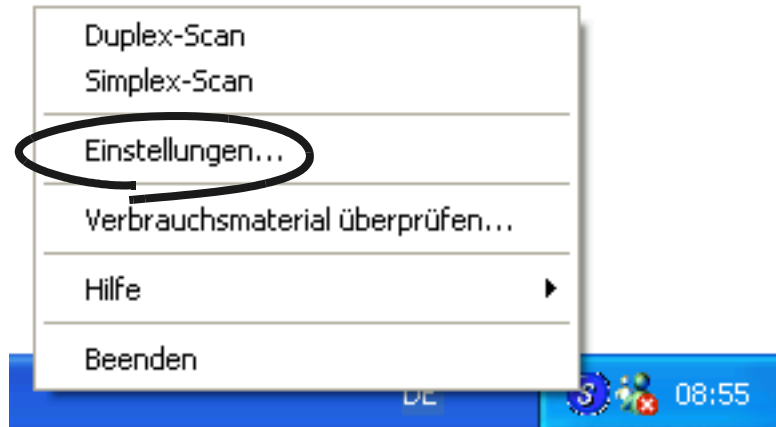 Duplex-Scan
Simplex-Scan
Einstellungen...
Verbrauchsmaterial überprüfen...
Hilfe
Beenden
DE
S
08:55